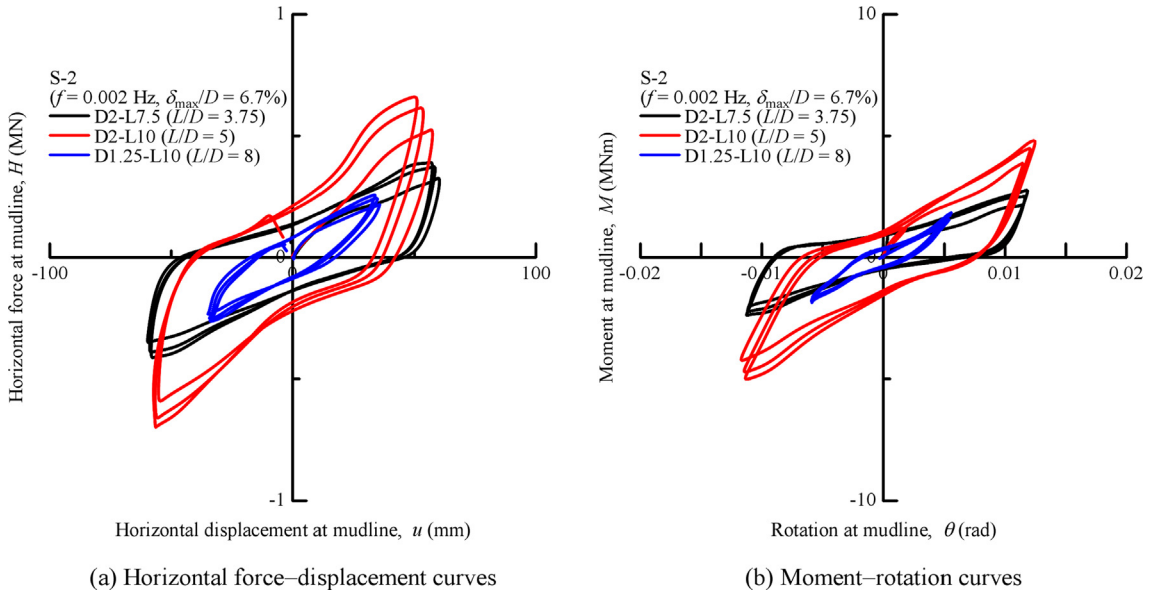 1
S-2
(f = 0.002 Hz, δmax/D = 6.7%)
D2-L7.5 (L/D = 3.75)
D2-L10 (L/D = 5)
D1.25-L10 (L/D = 8)
Horizontal force at mudline, H (MN)
-100
0
100
-1
Horizontal displacement at mudline, u (mm)
(a) Horizontal force–displacement curves
10
S-2
(f = 0.002 Hz, δmax/D = 6.7%)
D2-L7.5 (L/D = 3.75)
D2-L10 (L/D = 5)
D1.25-L10 (L/D = 8)
Moment at mudline, M (MNm)
-0.02
-0.01
0
0.01
0.02
-10
Rotation at mudline, θ (rad)
(b) Moment–rotation curves